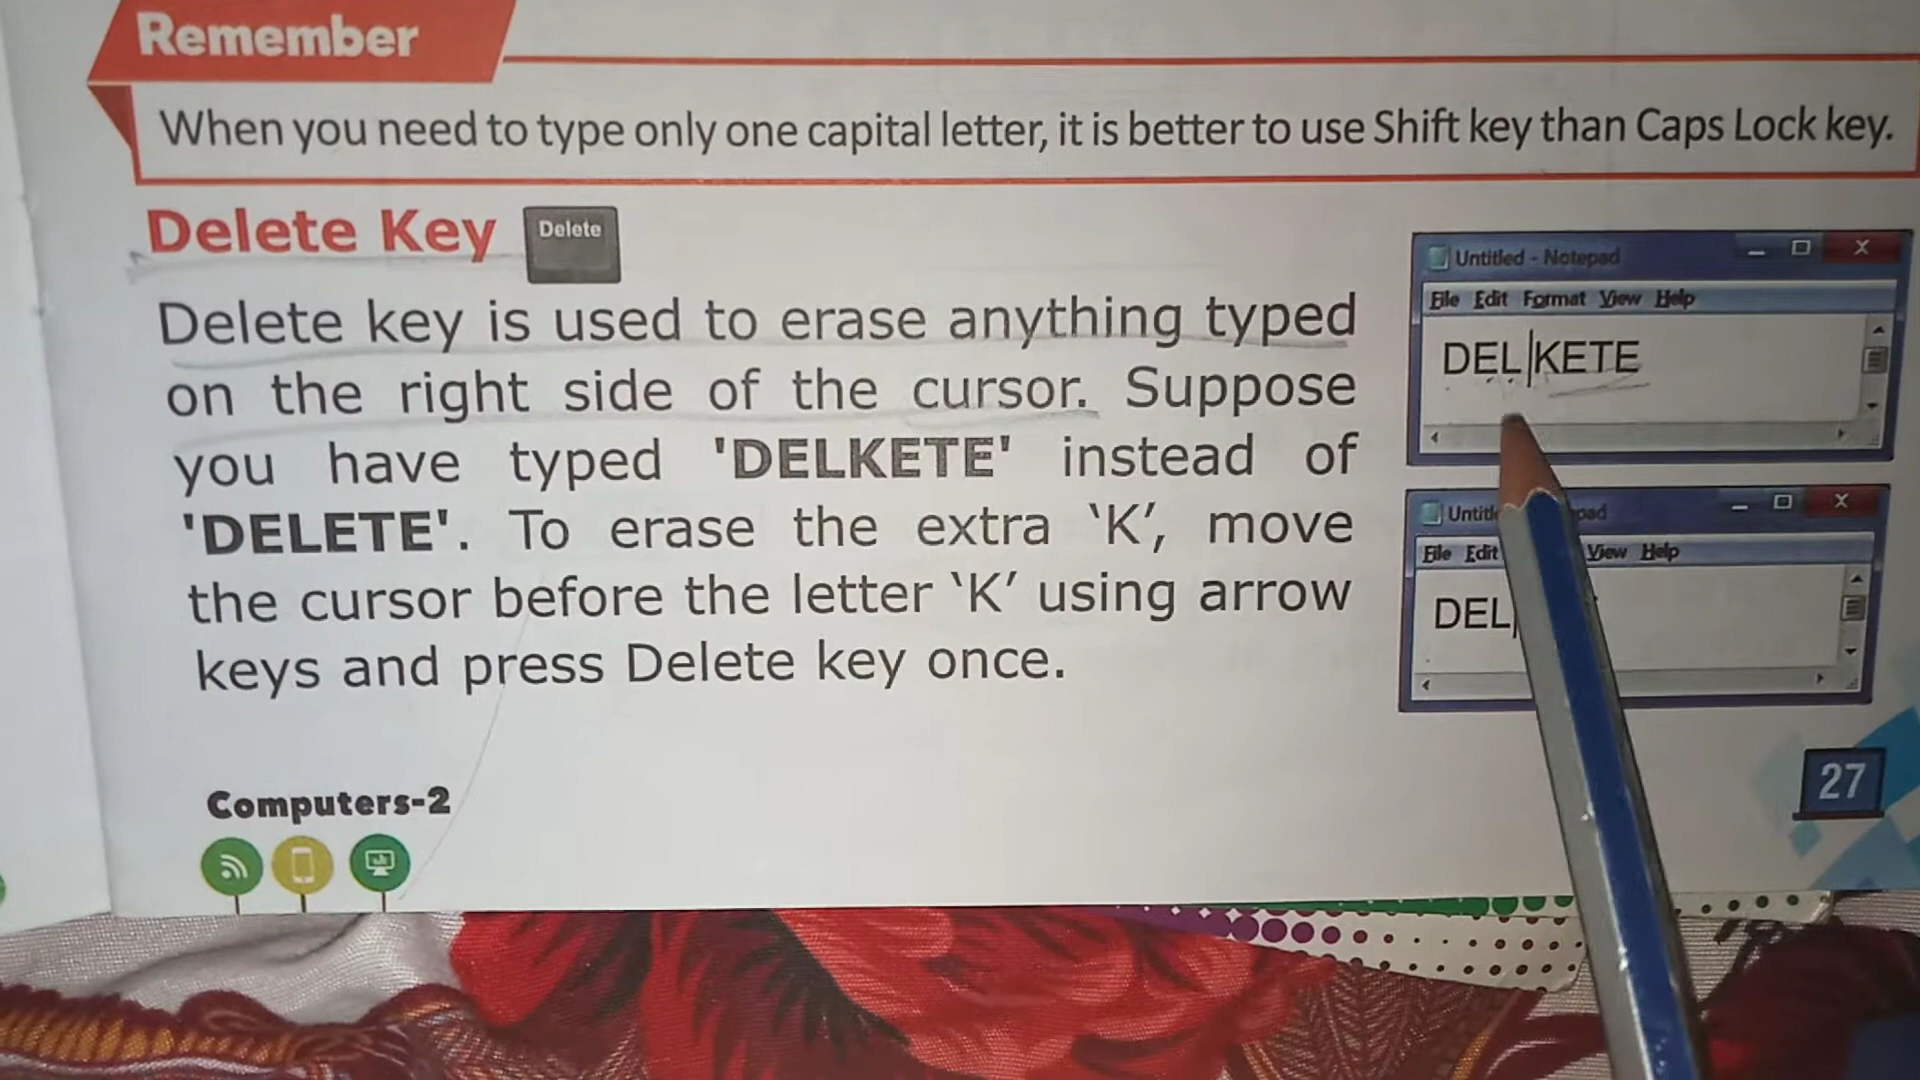 Remember
When you need to type only one capital letter, it is better to use Shift key than Caps Lock key.
Delete Key
Delete
Delete key is used to erase anything typed
on the right side of the cursor. Suppose
you have typed 'DELKETE' instead of
'DELETE'. To erase the extra ‘K’, move
the cursor before the letter ‘K’ using arrow
keys and press Delete key once.
Untitled - Notepad
File Edit Format View Help
DEL|KETE
File Edit View Help
DEL|
Computers-2
27